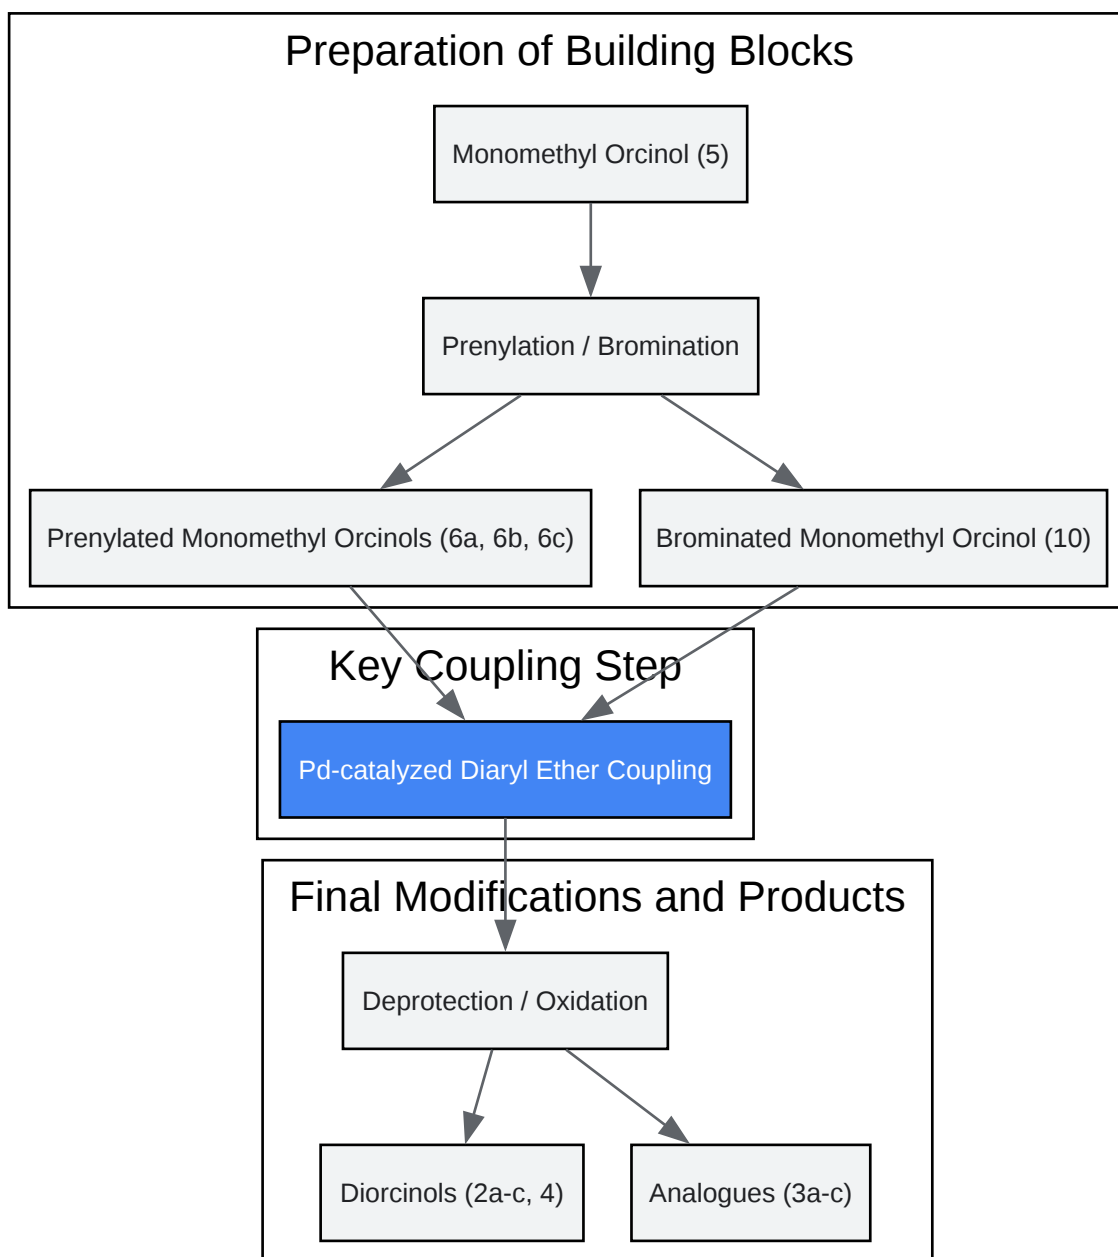 Preparation of Building Blocks
Monomethyl Orcinol (5)
Prenylation / Bromination
Prenylated Monomethyl Orcinols (6a, 6b, 6c)
Brominated Monomethyl Orcinol (10)
Key Coupling Step
Pd-catalyzed Diaryl Ether Coupling
Final Modifications and Products
Deprotection / Oxidation
Diorcinols (2a-c, 4)
Analogues (3a-c)